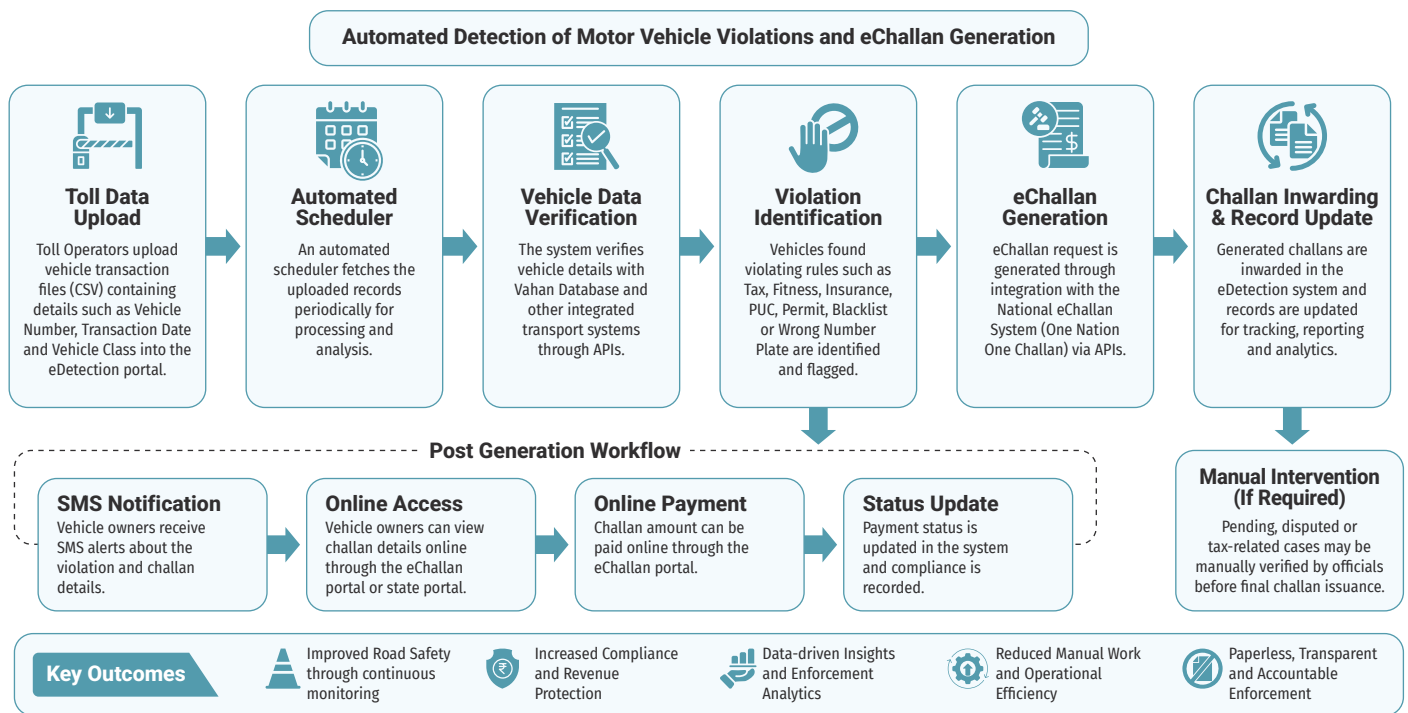 Automated Detection of Motor Vehicle Violations and eChallan Generation
Toll Data
Upload
Toll Operators upload
vehicle transaction
files (CSV) containing
details such as Vehicle
Number, Transaction Date
and Vehicle Class into the
eDetection portal.
Automated
Scheduler
An automated
scheduler fetches the
uploaded records
periodically for
processing and
analysis.
Vehicle Data
Verification
The system verifies
vehicle details with
Vahan Database and
other integrated
transport systems
through APIs.
Violation
Identification
Vehicles found
violating rules such as
Tax, Fitness, Insurance,
PUC, Permit, Blacklist
or Wrong Number
Plate are identified
and flagged.
$
eChallan
Generation
eChallan request is
generated through
integration with the
National eChallan
System (One Nation
One Challan) via APIs.
Challan Inwarding
& Record Update
Generated challans are
inwarded in the
eDetection system and
records are updated
for tracking, reporting
and analytics.
Post Generation Workflow
SMS Notification
Vehicle owners receive
SMS alerts about the
violation and challan
details.
Online Access
Vehicle owners can view
challan details online
through the eChallan
portal or state portal.
Online Payment
Challan amount can be
paid online through the
eChallan portal.
Status Update
Payment status is
updated in the system
and compliance is
recorded.
Manual Intervention
(If Required)
Pending, disputed or
tax-related cases may be
manually verified by officials
before final challan issuance.
Key Outcomes
Improved Road Safety
through continuous
monitoring
₹
Increased Compliance
and Revenue
Protection
Data-driven Insights
and Enforcement
Analytics
Reduced Manual Work
and Operational
Efficiency
Paperless, Transparent
and Accountable
Enforcement